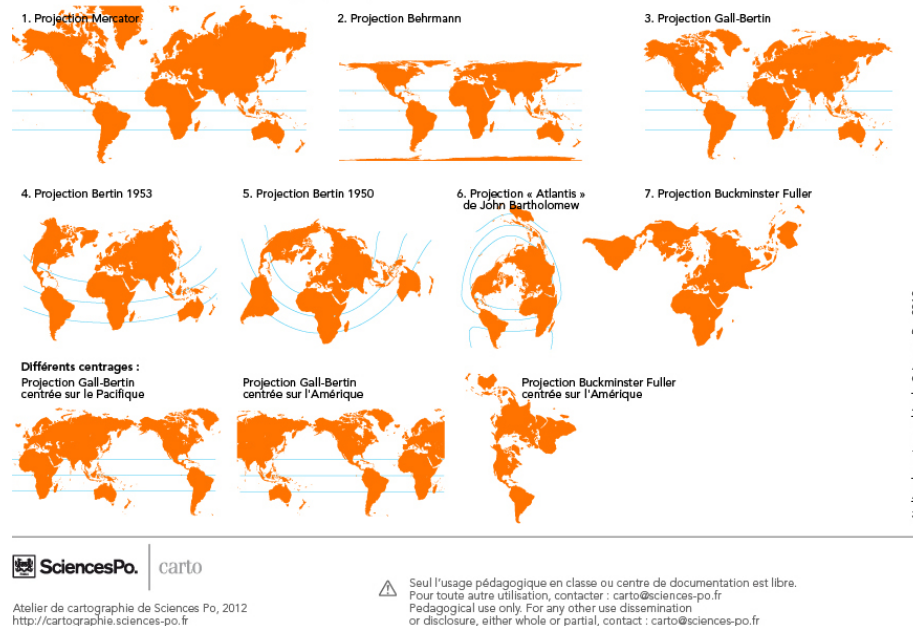 1. Projection Mercator
2. Projection Behrmann
3. Projection Gall-Bertin
4. Projection Bertin 1953
5. Projection Bertin 1950
6. Projection « Atlantis »
de John Bartholomew
7. Projection Buckminster Fuller
Différents centrages :
Projection Gall-Bertin
centrée sur le Pacifique
Projection Gall-Bertin
centrée sur l'Amérique
Projection Buckminster Fuller
centrée sur l'Amérique
SciencesPo.
carto
Atelier de cartographie de Sciences Po, 2012
http://cartographie.sciences-po.fr
Seul l'usage pédagogique en classe ou centre de documentation est libre.
Pour toute autre utilisation, contacter : carto@sciences-po.fr
Pedagogical use only. For any other use dissemination
or disclosure, either whole or partial, contact : carto@sciences-po.fr